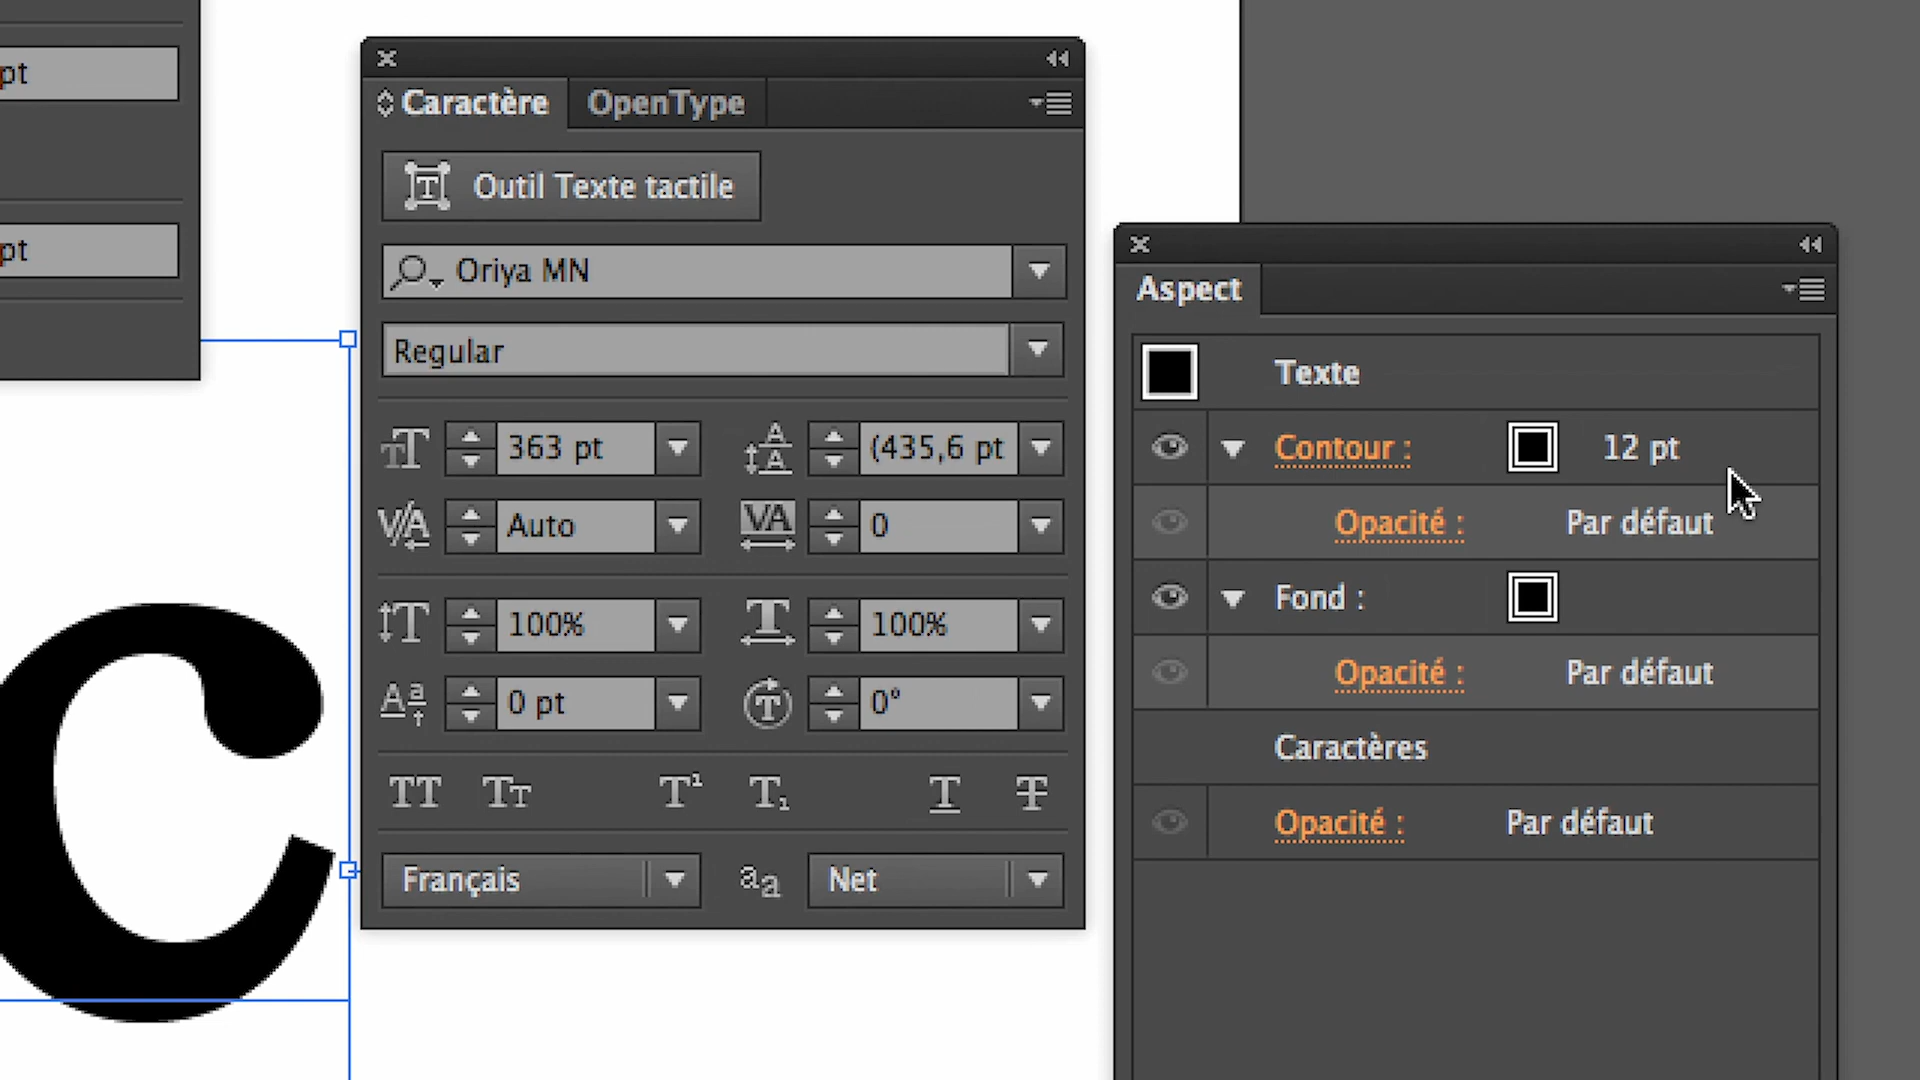 pt
pt
Caractère
OpenType
Outil Texte tactile
Oriya MN
Regular
363 pt
(435,6 pt
Auto
0
100%
100%
0 pt
0°
Français
Net
Aspect
Texte
Contour :
12 pt
Opacité :
Par défaut
Fond :
Opacité :
Par défaut
Caractères
Opacité :
Par défaut
c